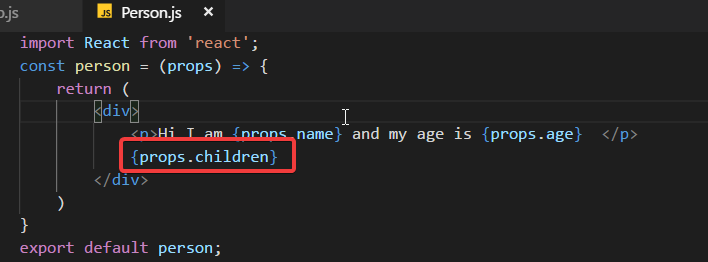 o.js JS Person.js ×
import React from 'react';
const person = (props) => {
return (
<div>
<p>Hi I am {props.name} and my age is {props.age} </p>
{props.children}
</div>
)
}
export default person;